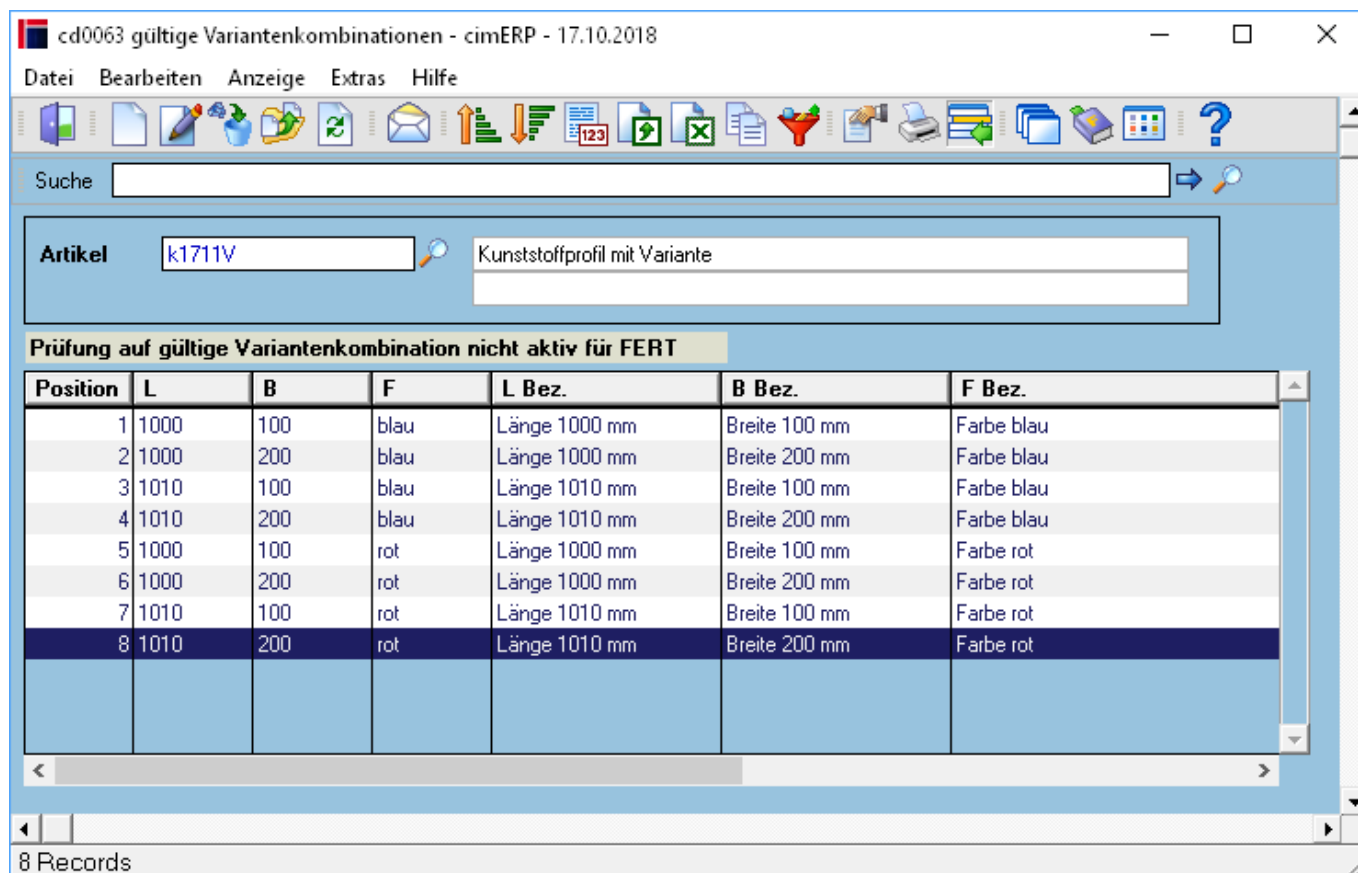 cd0063 gültige Variantenkombinationen - cimERP - 17.10.2018
Datei Bearbeiten Anzeige Extras Hilfe
123
Suche
Artikel k1711V Kunststoffprofil mit Variante
Prüfung auf gültige Variantenkombination nicht aktiv für FERT
Position L B F L Bez. B Bez. F Bez.
1 1000 100 blau Länge 1000 mm Breite 100 mm Farbe blau
2 1000 200 blau Länge 1000 mm Breite 200 mm Farbe blau
3 1010 100 blau Länge 1010 mm Breite 100 mm Farbe blau
4 1010 200 blau Länge 1010 mm Breite 200 mm Farbe blau
5 1000 100 rot Länge 1000 mm Breite 100 mm Farbe rot
6 1000 200 rot Länge 1000 mm Breite 200 mm Farbe rot
7 1010 100 rot Länge 1010 mm Breite 100 mm Farbe rot
8 1010 200 rot Länge 1010 mm Breite 200 mm Farbe rot
8 Records